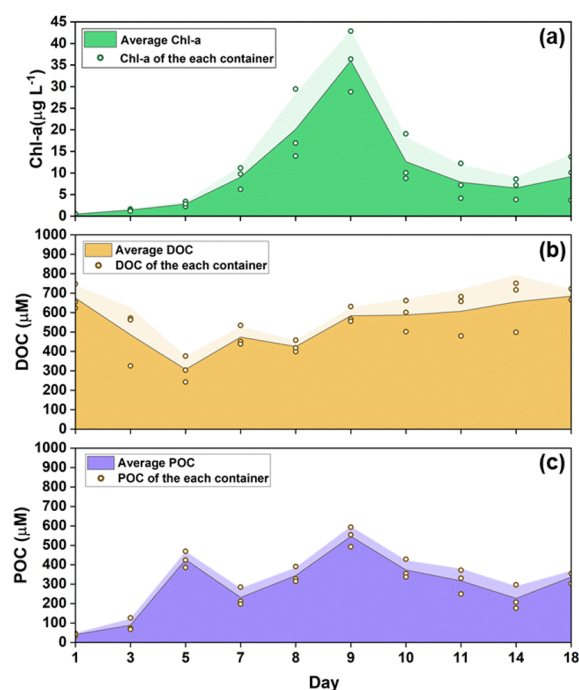 45
40
35
30
25
20
15
10
5
0
Chl-a(μg L⁻¹)
Average Chl-a
Chl-a of the each container
(a)
1000
900
800
700
600
500
400
300
200
100
0
DOC (μM)
Average DOC
DOC of the each container
(b)
1000
900
800
700
600
500
400
300
200
100
0
POC (μM)
Average POC
POC of the each container
(c)
1 3 5 7 8 9 10 11 14 18
Day